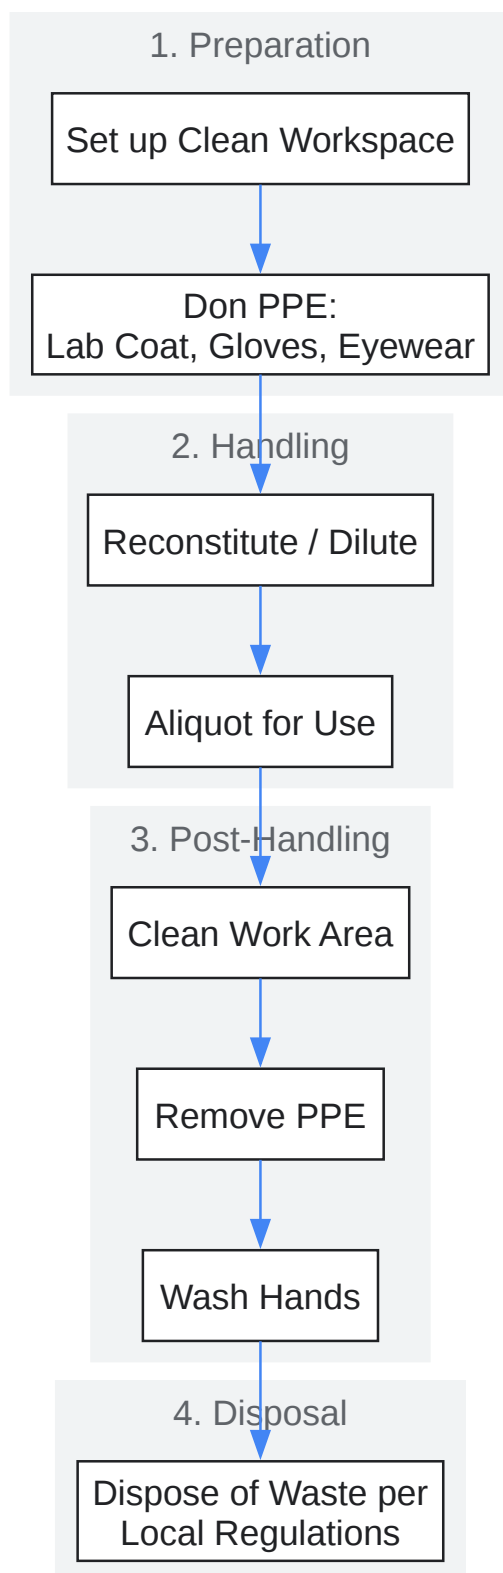 1. Preparation
Set up Clean Workspace
Don PPE:
Lab Coat, Gloves, Eyewear
2. Handling
Reconstitute / Dilute
Aliquot for Use
3. Post-Handling
Clean Work Area
Remove PPE
Wash Hands
4. Disposal
Dispose of Waste per
Local Regulations